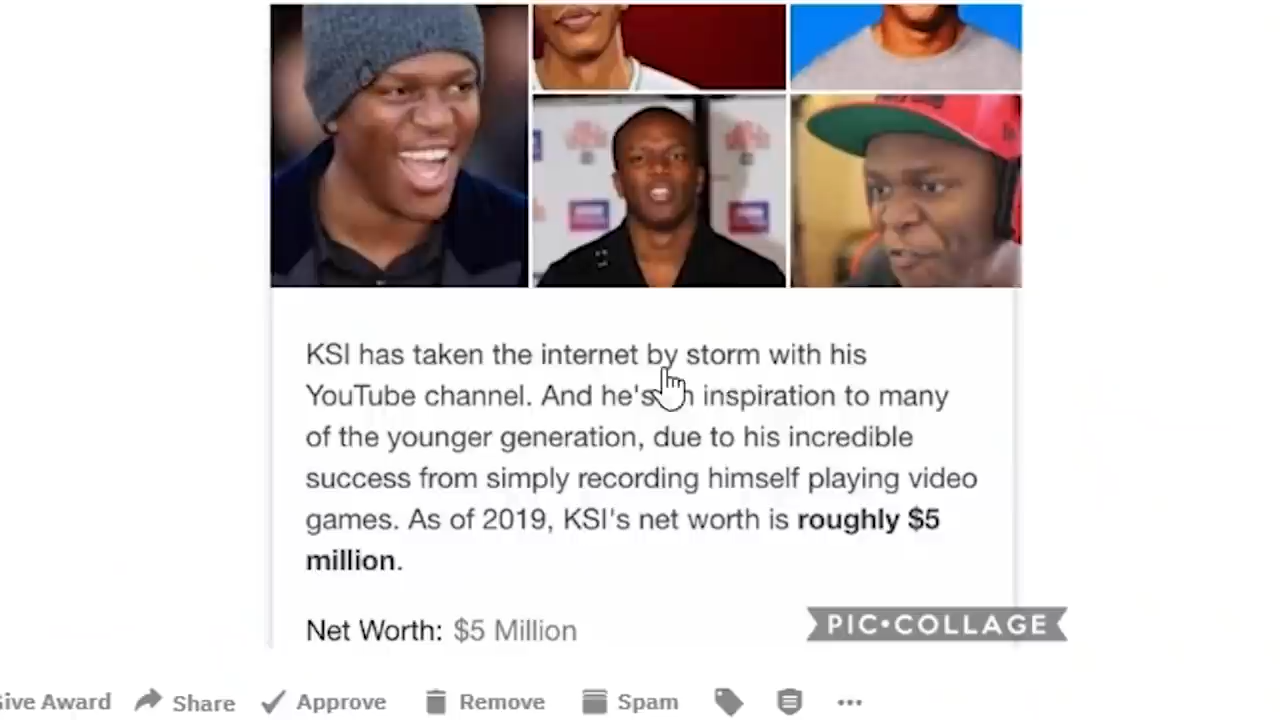 KSI has taken the internet by storm with his
YouTube channel. And he's inspiration to many
of the younger generation, due to his incredible
success from simply recording himself playing video
games. As of 2019, KSI's net worth is roughly $5
million.
Net Worth: $5 Million
PIC•COLLAGE
Give Award Share Approve Remove Spam